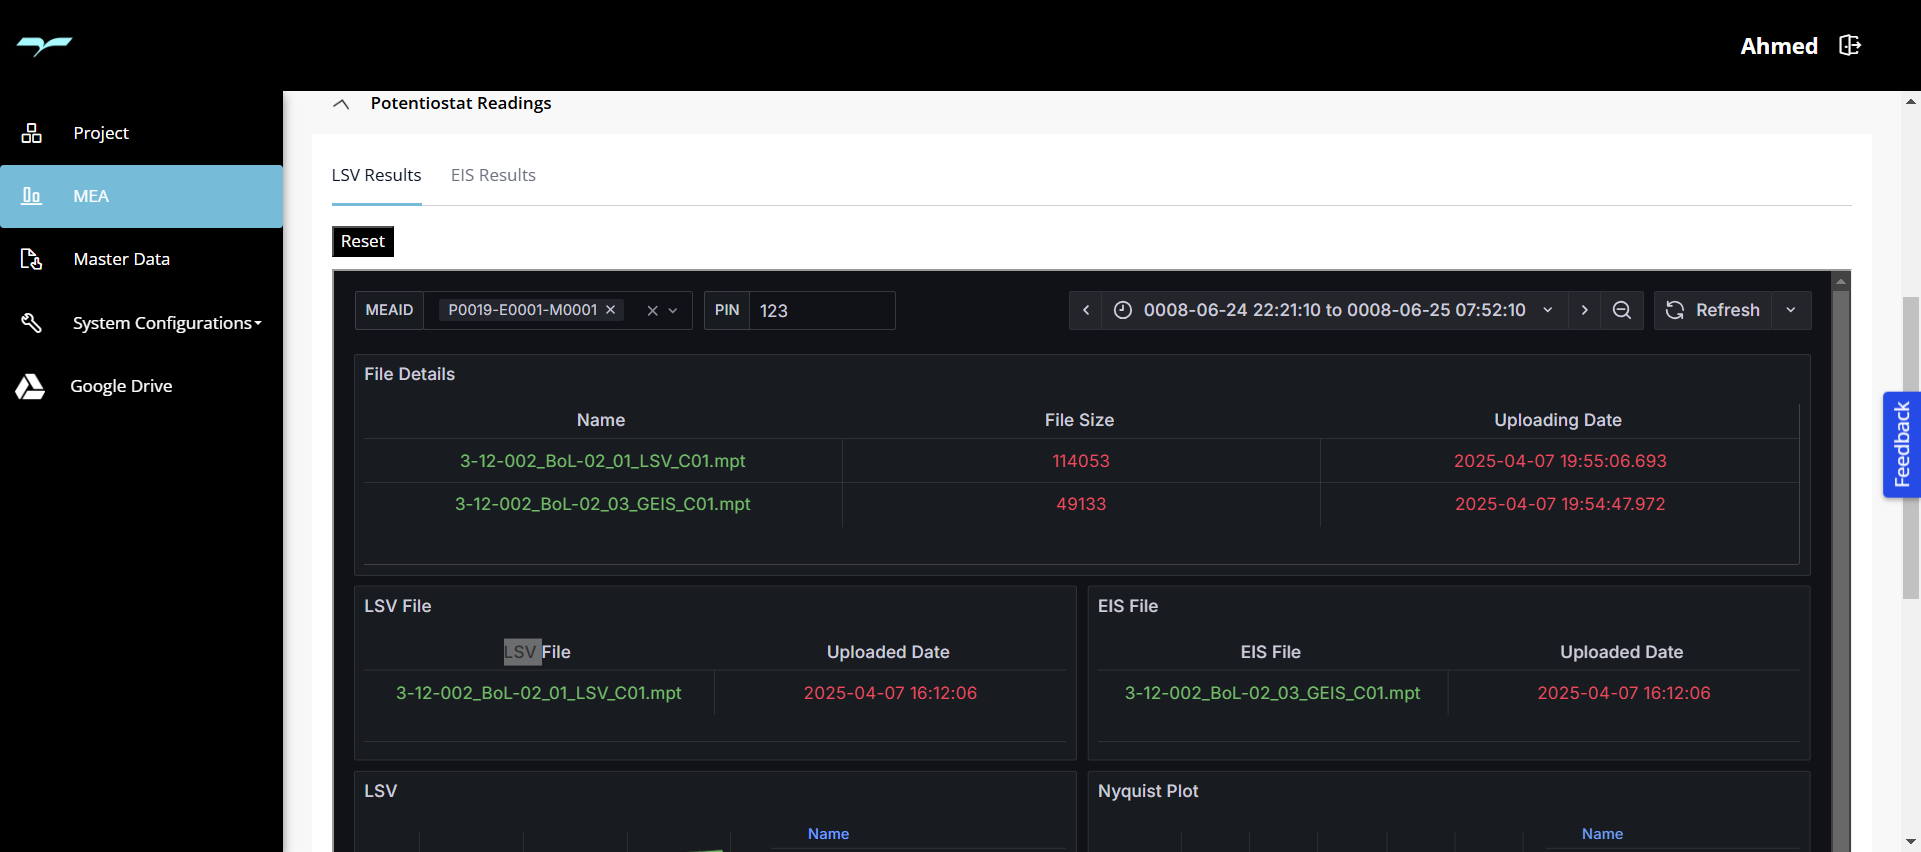 Ahmed
Project
MEA
Master Data
System Configurations
Google Drive
Potentiostat Readings
LSV Results EIS Results
Reset
MEAID P0019-E0001-M0001 PIN 123 0008-06-24 22:21:10 to 0008-06-25 07:52:10 Refresh
File Details
Name File Size Uploading Date
3-12-002_BoL-02_01_LSV_C01.mpt 114053 2025-04-07 19:55:06.693
3-12-002_BoL-02_03_GEIS_C01.mpt 49133 2025-04-07 19:54:47.972
Feedback
LSV File
LSV File Uploaded Date
3-12-002_BoL-02_01_LSV_C01.mpt 2025-04-07 16:12:06
EIS File
EIS File Uploaded Date
3-12-002_BoL-02_03_GEIS_C01.mpt 2025-04-07 16:12:06
LSV
Name
Nyquist Plot
Name